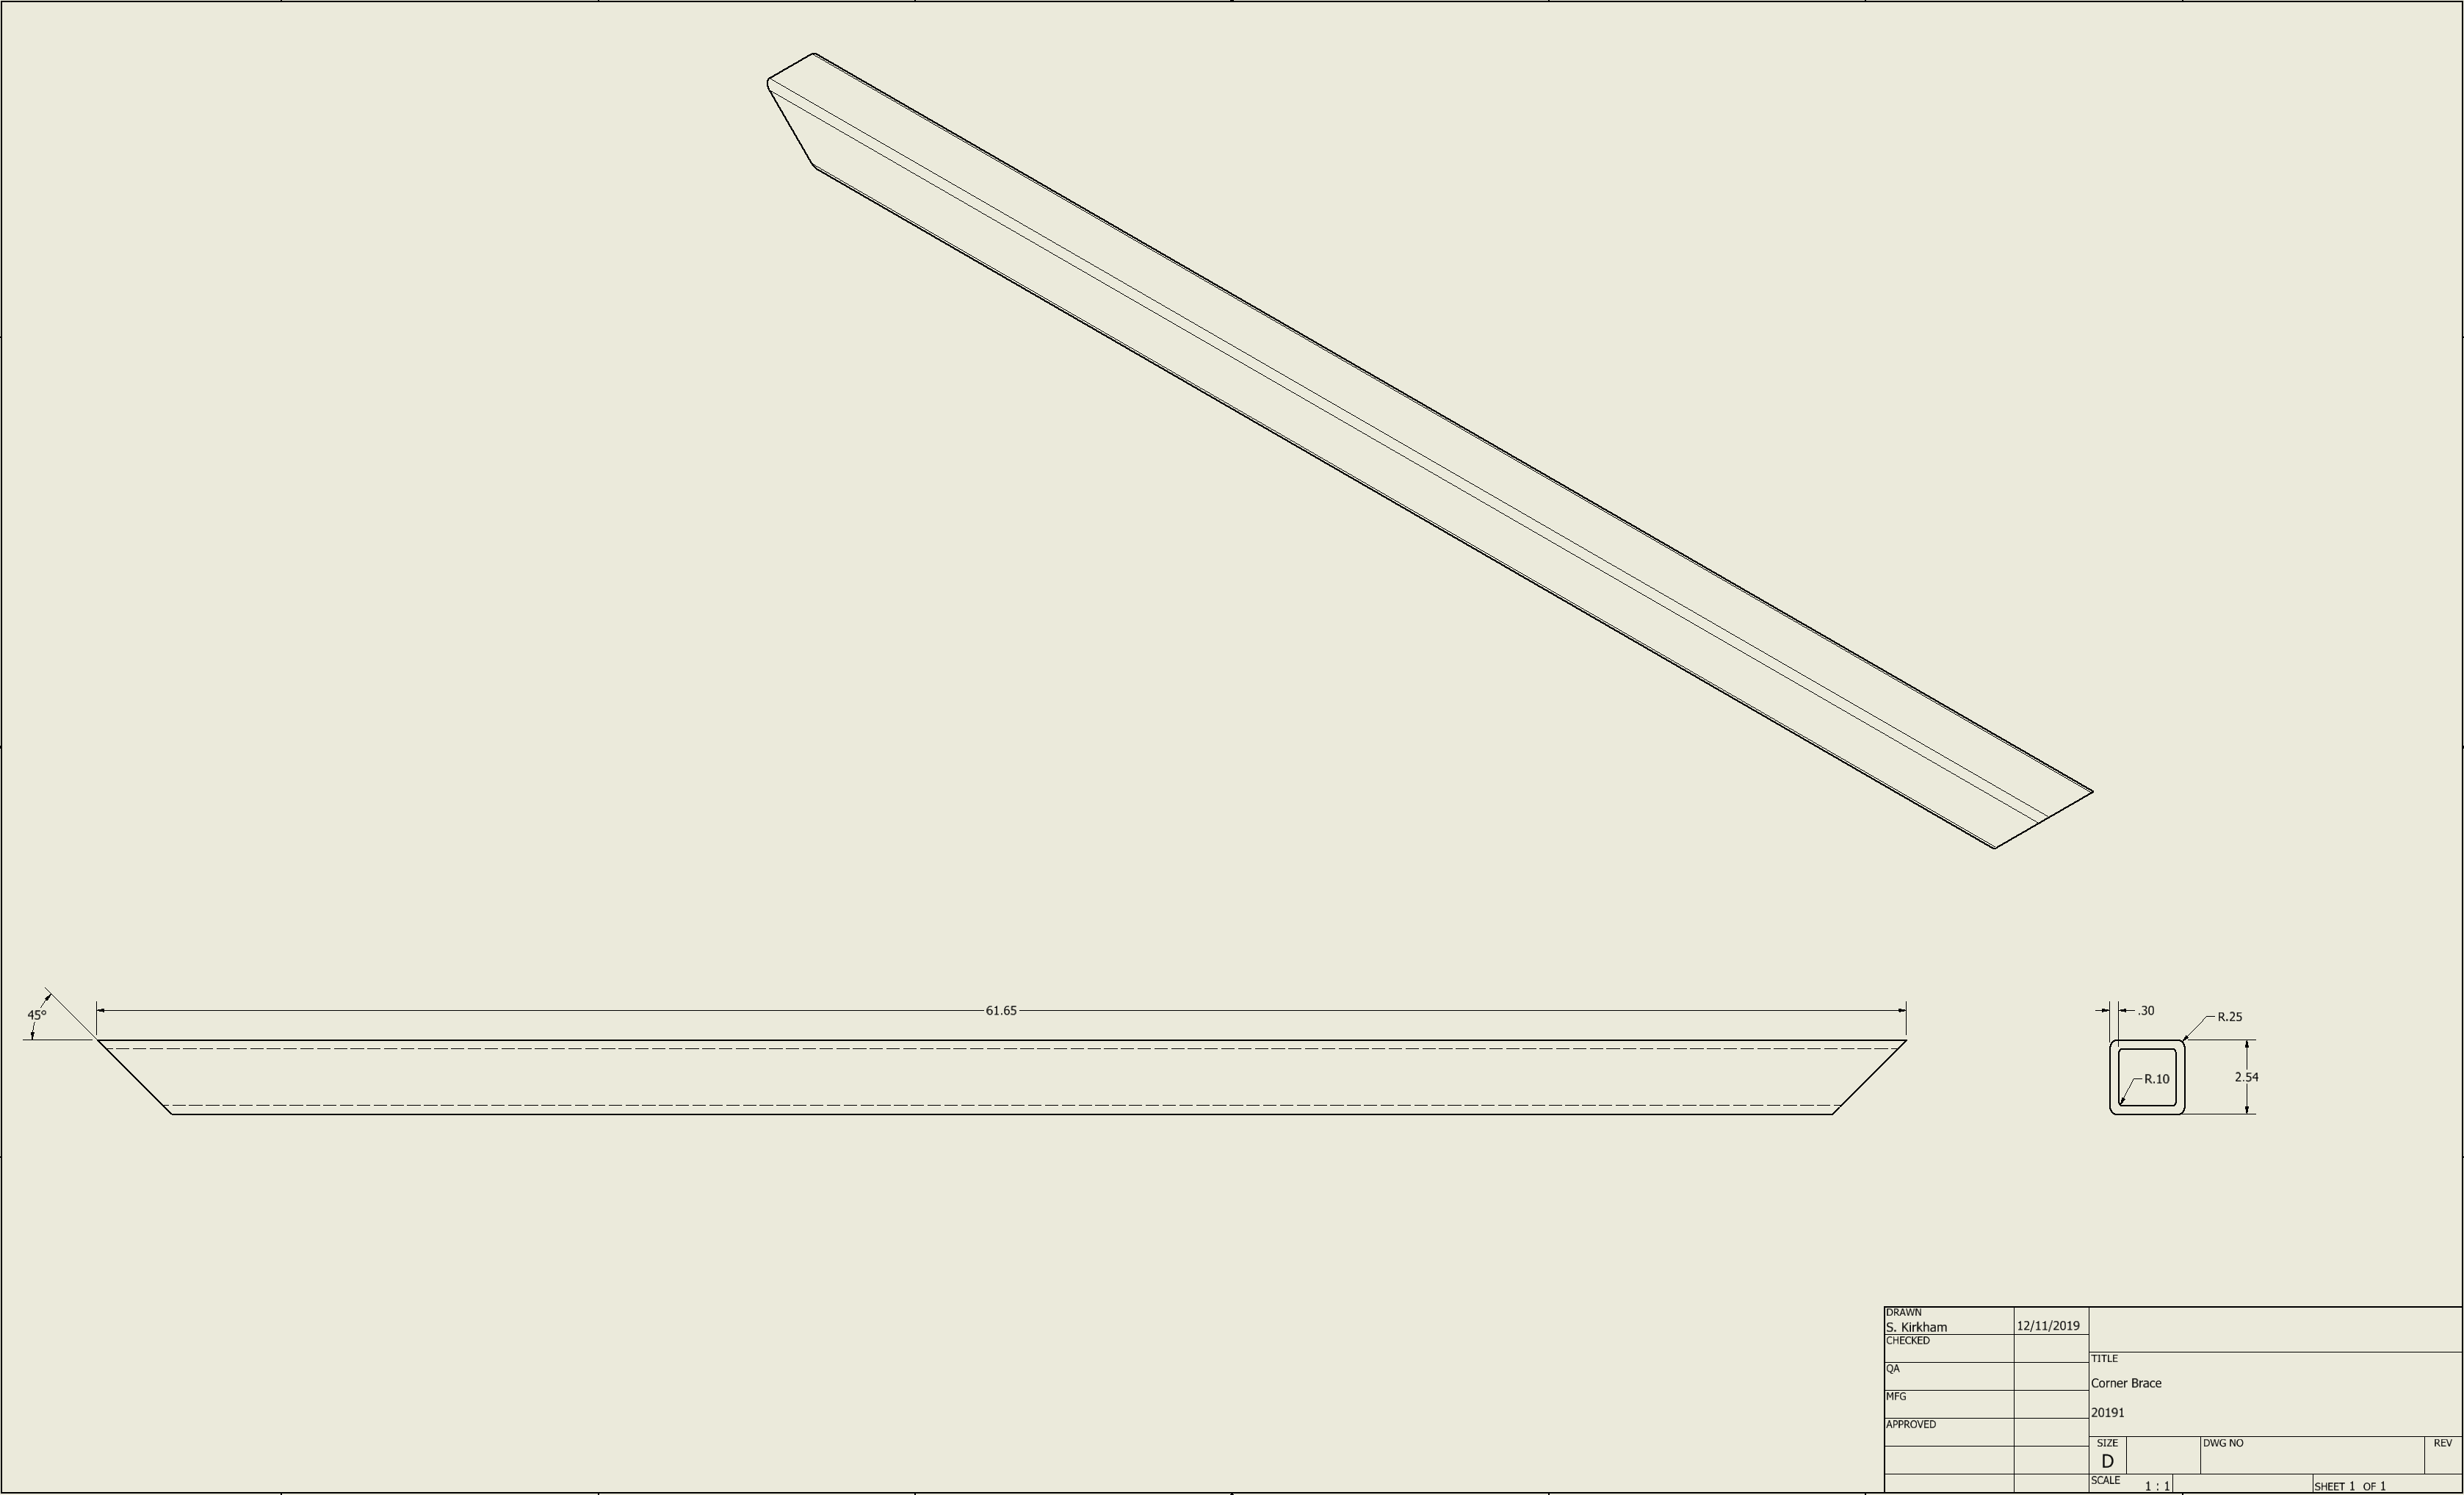 61.65
45°
.30
R.25
R.10
2.54
DRAWN
S. Kirkham
12/11/2019
CHECKED
QA
MFG
APPROVED
TITLE
Corner Brace
20191
SIZE
D
DWG NO
REV
SCALE
1 : 1
SHEET 1 OF 1